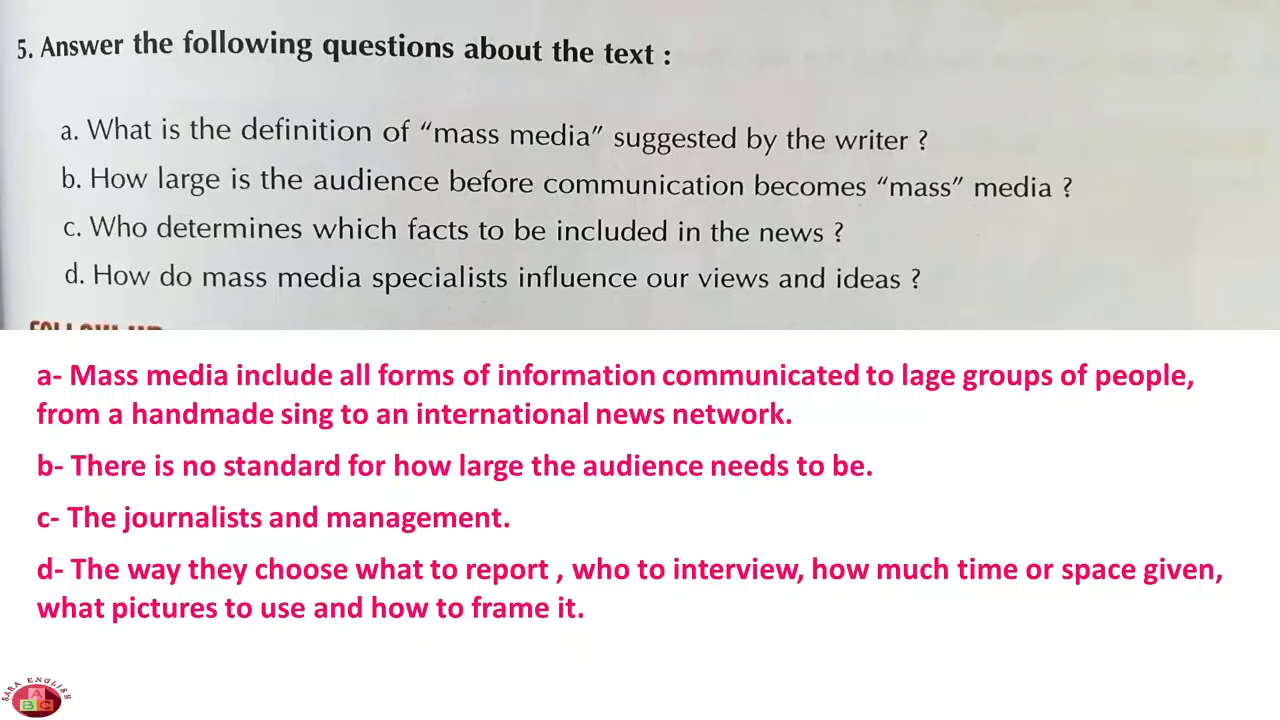 5. Answer the following questions about the text :
a. What is the definition of “mass media” suggested by the writer ?
b. How large is the audience before communication becomes “mass” media ?
c. Who determines which facts to be included in the news ?
d. How do mass media specialists influence our views and ideas ?
a- Mass media include all forms of information communicated to lage groups of people,
from a handmade sing to an international news network.
b- There is no standard for how large the audience needs to be.
c- The journalists and management.
d- The way they choose what to report , who to interview, how much time or space given,
what pictures to use and how to frame it.
SARA ENGLISH
A
B C